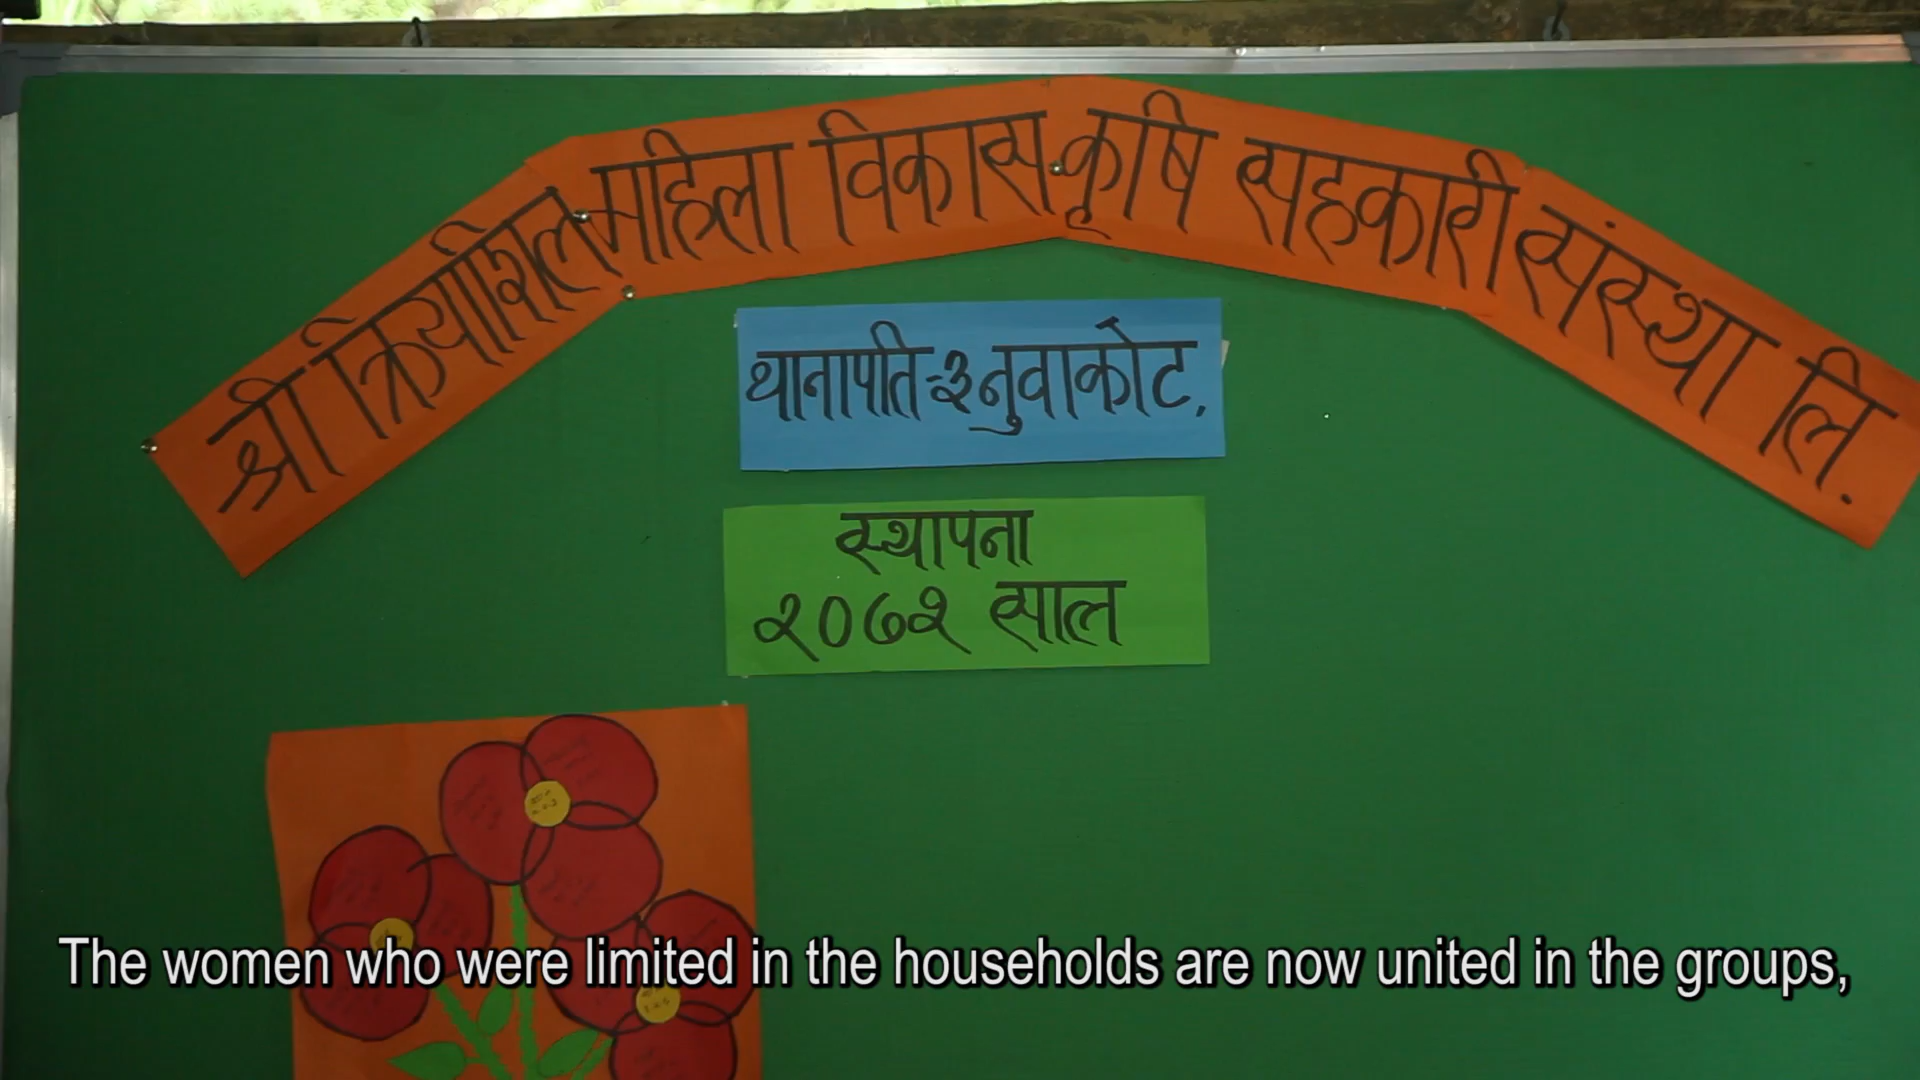 श्री क्रियाशिल महिला विकास कृषि सहकारी संस्था लि.
थानापति-३ नुवाकोट.
स्थापना
२०७२ साल
The women who were limited in the households are now united in the groups,